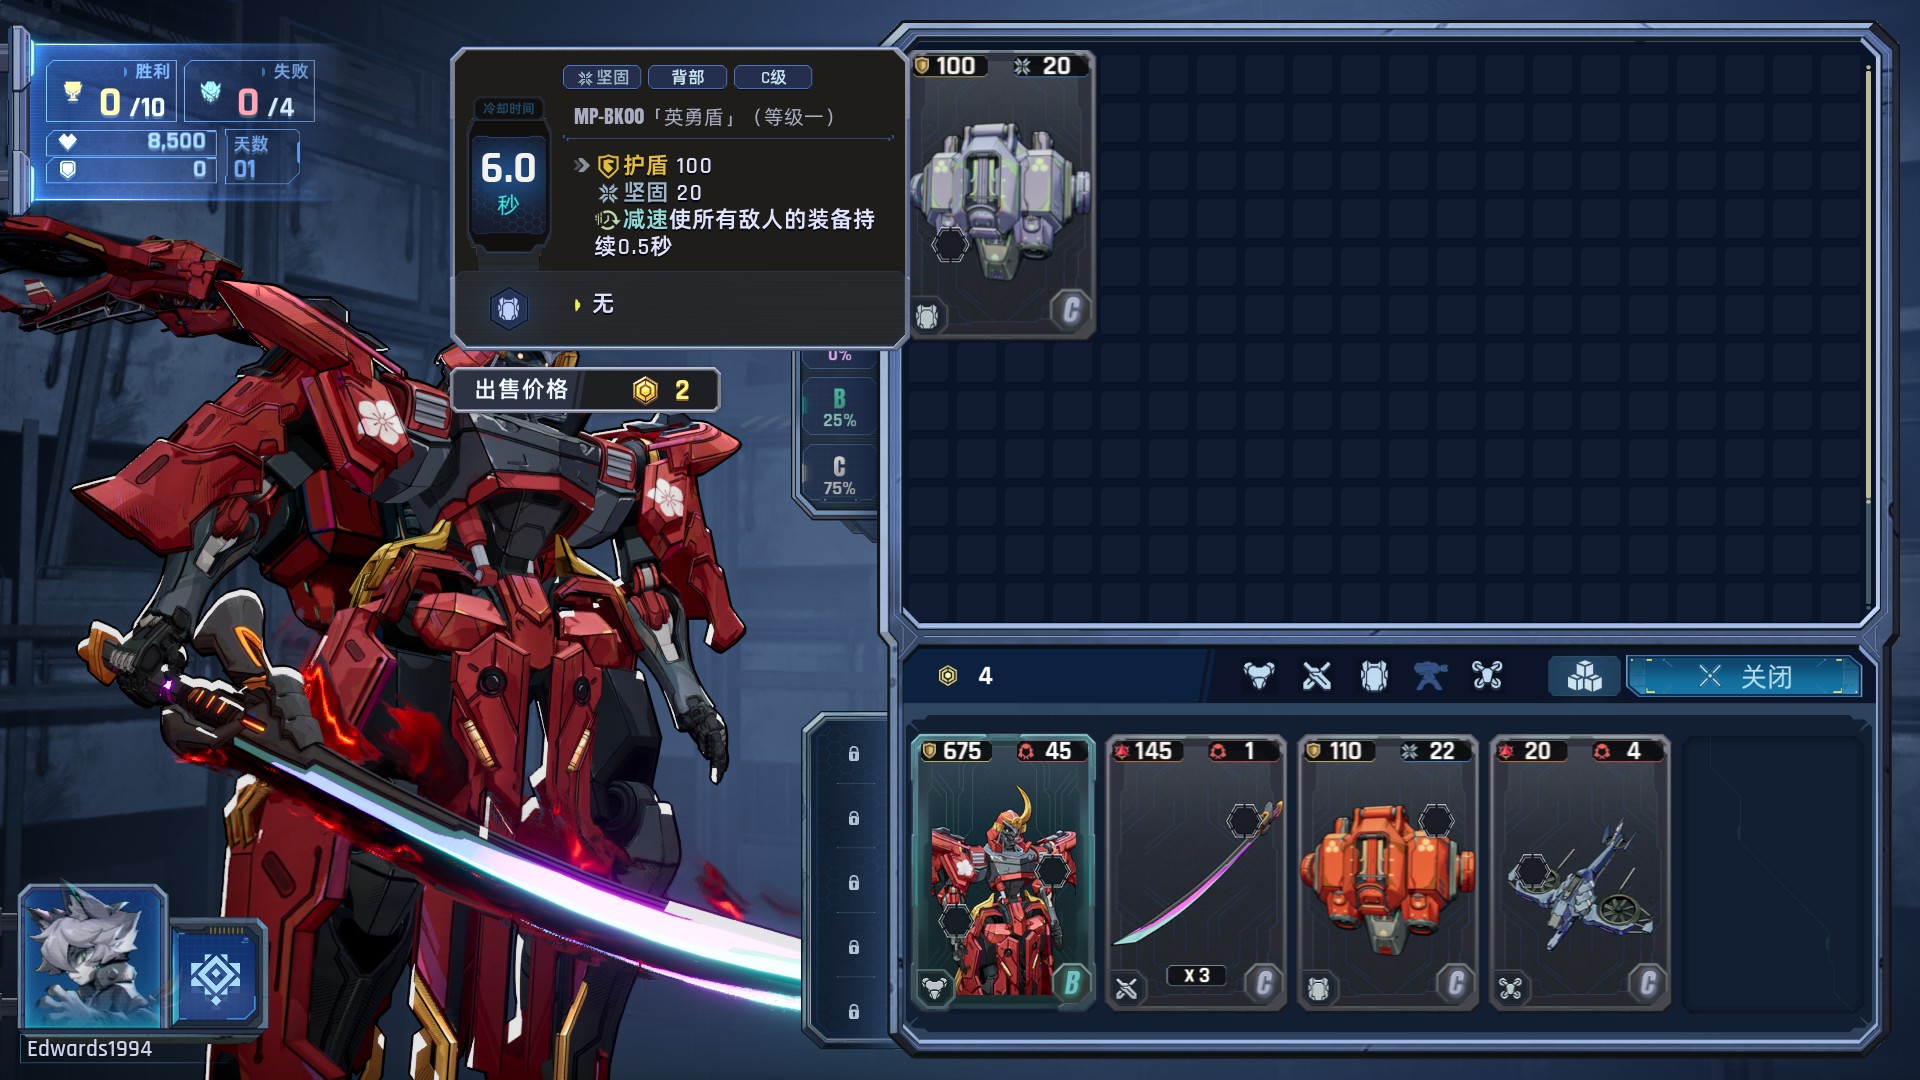 胜利
0 /10
失败
0 /4
8,500
0
天数
01
坚固
背部
C级
冷却时间
6.0
秒
MP-BK00「英勇盾」（等级一）
护盾 100
坚固 20
减速使所有敌人的装备持
续0.5秒
无
出售价格
2
0%
B
25%
C
75%
100
20
C
4
关闭
675
45
B
145
1
x 3
C
110
22
C
20
4
C
Edwards1994